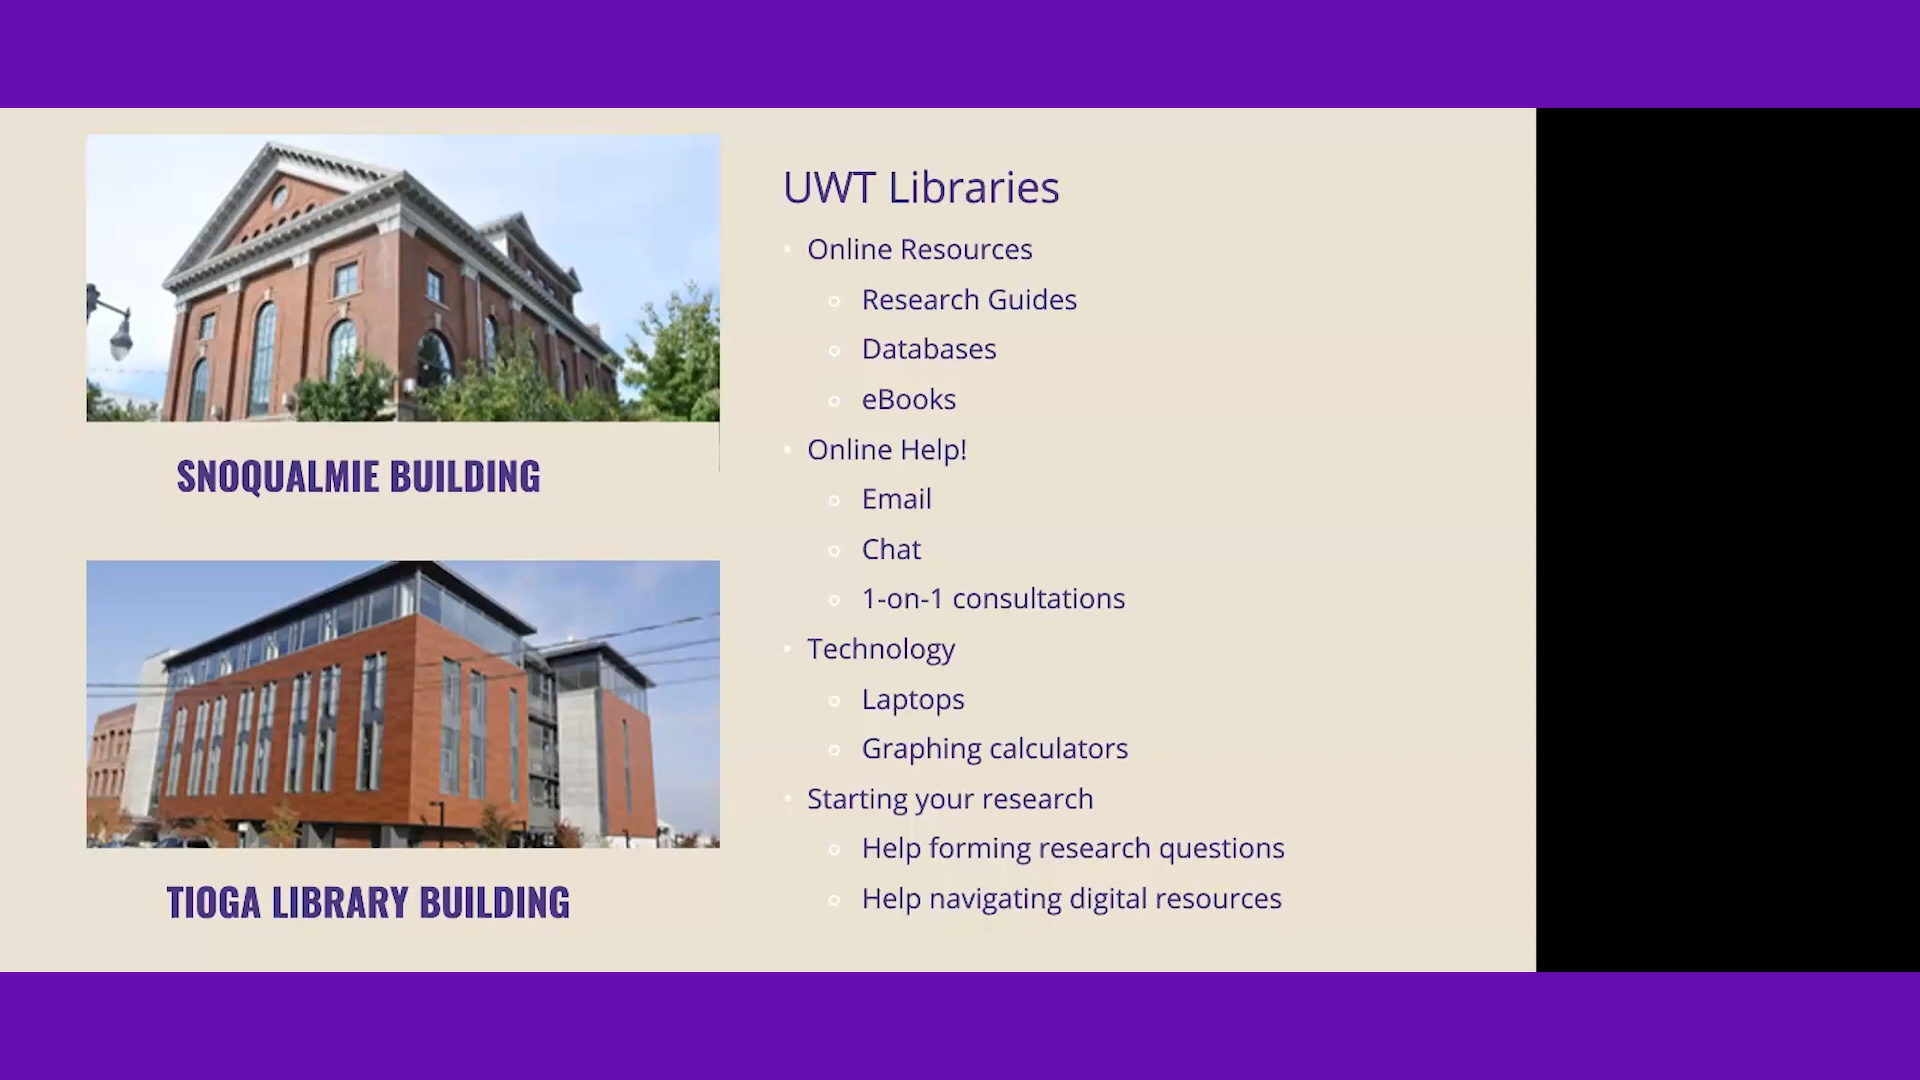 SNOQUALMIE BUILDING
TIOGA LIBRARY BUILDING
UWT Libraries
Online Resources
Research Guides
Databases
eBooks
Online Help!
Email
Chat
1-on-1 consultations
Technology
Laptops
Graphing calculators
Starting your research
Help forming research questions
Help navigating digital resources